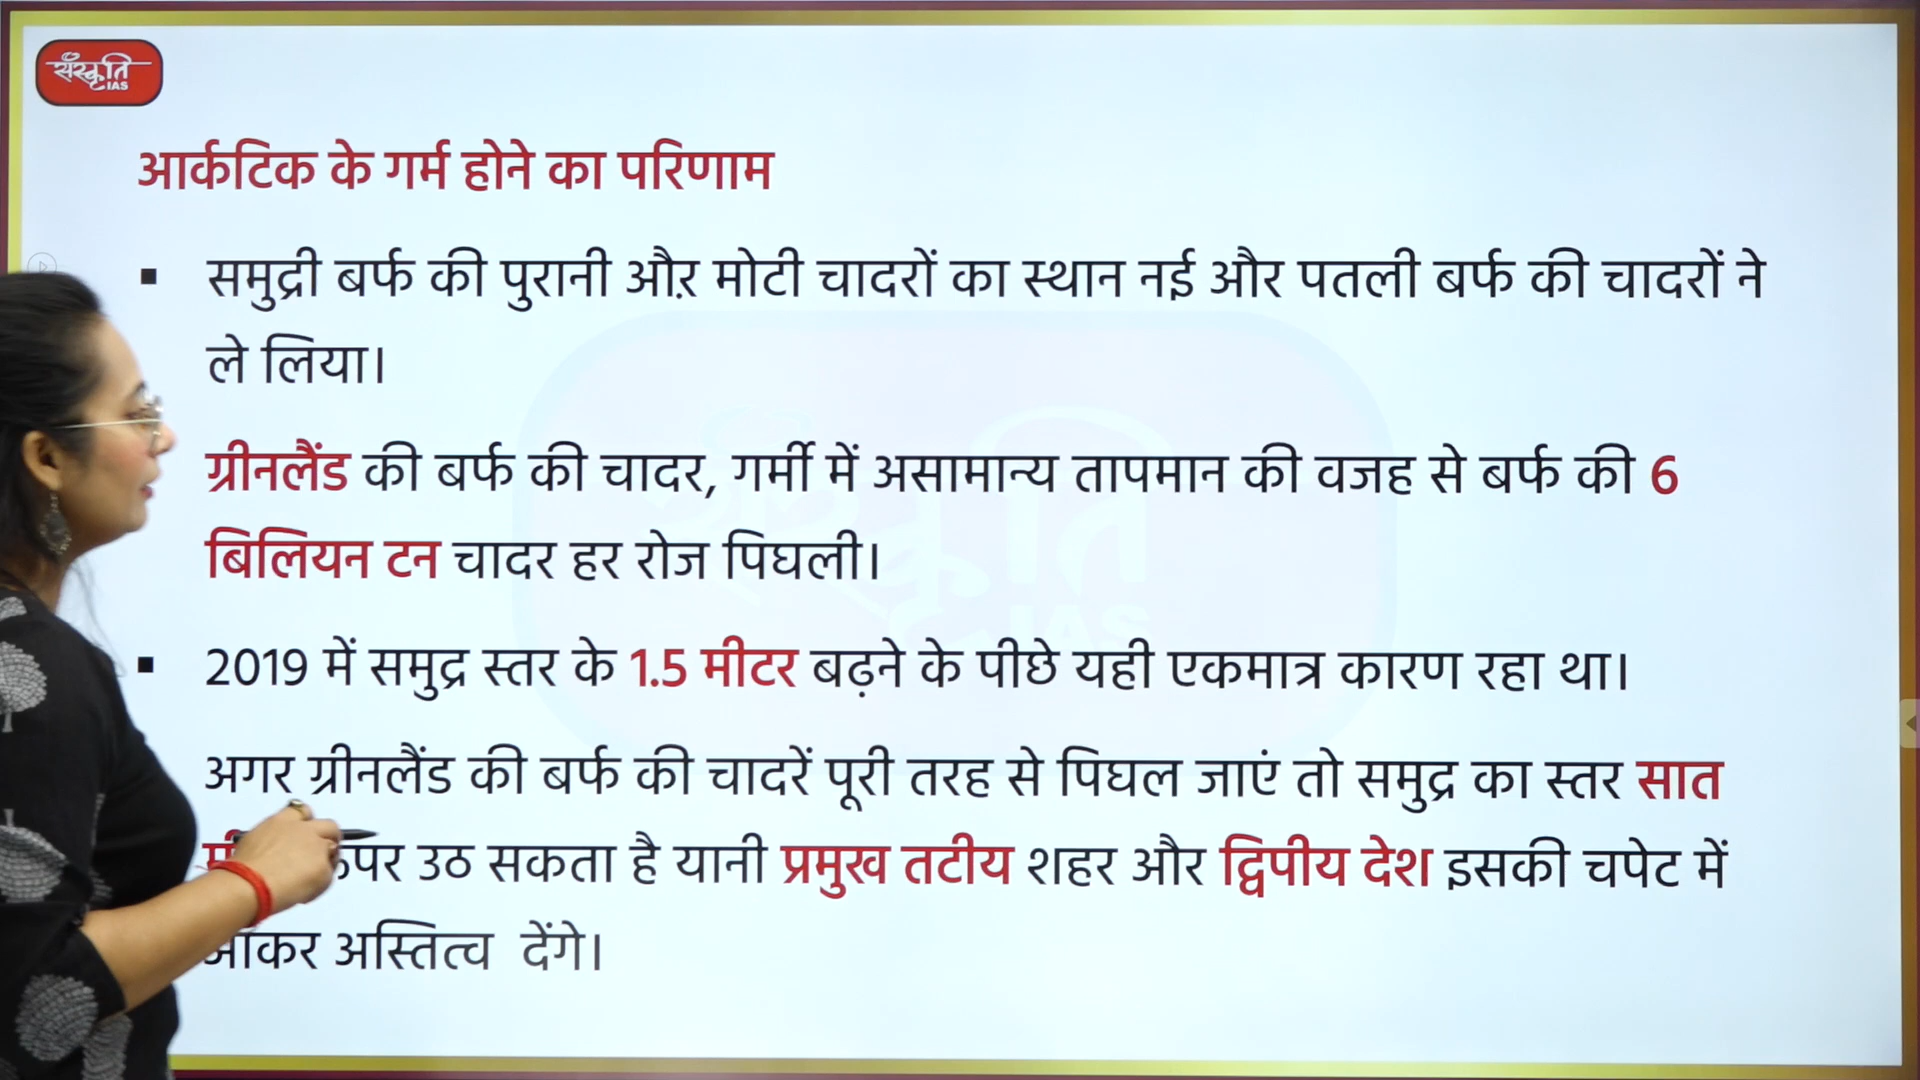 संस्कृति
IAS
आर्कटिक के गर्म होने का परिणाम
▪ समुद्री बर्फ की पुरानी औऱ मोटी चादरों का स्थान नई और पतली बर्फ की चादरों ने
ले लिया।
ग्रीनलैंड की बर्फ की चादर, गर्मी में असामान्य तापमान की वजह से बर्फ की 6
बिलियन टन चादर हर रोज पिघली।
▪ 2019 में समुद्र स्तर के 1.5 मीटर बढ़ने के पीछे यही एकमात्र कारण रहा था।
अगर ग्रीनलैंड की बर्फ की चादरें पूरी तरह से पिघल जाएं तो समुद्र का स्तर सात
उठ सकता है यानी प्रमुख तटीय शहर और द्विपीय देश इसकी चपेट में
आकर अस्तित्व देंगे।